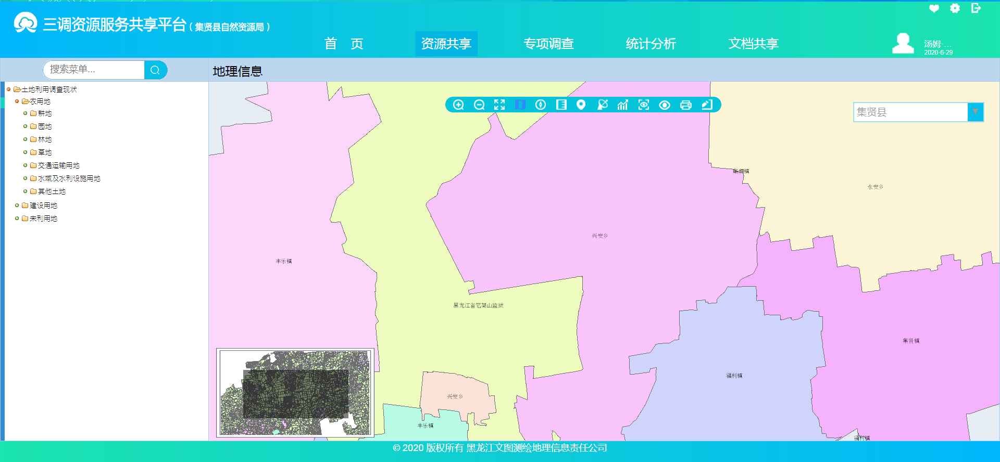 三调资源服务共享平台（集贤县自然资源局）
首 页
资源共享
专项调查
统计分析
文档共享
汤姆·...
2020-6-29
搜索菜单...
地理信息
土地利用调查现状
农用地
耕地
园地
林地
草地
交通运输用地
水域及水利设施用地
其他土地
建设用地
未利用地
集贤县
集贤镇
永安乡
兴安乡
丰乐镇
黑龙江省笔架山监狱
集贤镇
福利镇
兴安乡
丰乐镇
福利镇
© 2020 版权所有 黑龙江文图测绘地理信息责任公司